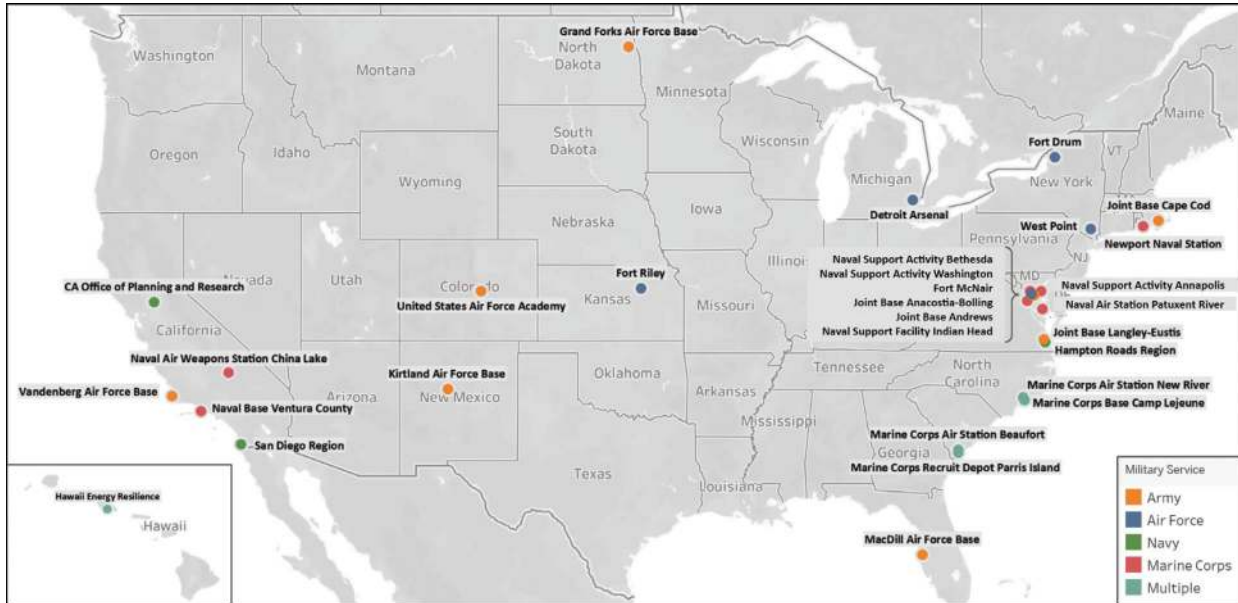 Grand Forks Air Force Base
Washington
North
Dakota
Montana
Minnesota
Maine
Oregon
Idaho
South
Dakota
Wisconsin
Fort Drum
VT
Wyoming
Michigan
New York
Detroit Arsenal
Joint Base Cape Cod
Nebraska
Iowa
West Point
Newport Naval Station
Pennsylvania
NJ
Nevada
Utah
Colorado
United States Air Force Academy
Fort Riley
Kansas
Missouri
Illinois
MD
Naval Support Activity Bethesda
Naval Support Activity Washington
Fort McNair
Joint Base Anacostia-Bolling
Joint Base Andrews
Naval Support Facility Indian Head
Naval Support Activity Annapolis
Naval Air Station Patuxent River
CA Office of Planning and Research
California
Joint Base Langley-Eustis
Hampton Roads Region
Naval Air Weapons Station China Lake
Kirtland Air Force Base
Oklahoma
Tennessee
North
Carolina
Vandenberg Air Force Base
Arizona
New Mexico
Arkansas
Marine Corps Air Station New River
Marine Corps Base Camp Lejeune
Naval Base Ventura County
Mississippi
San Diego Region
Marine Corps Air Station Beaufort
Georgia
Marine Corps Recruit Depot Parris Island
Texas
Louisiana
Hawaii Energy Resilience
Hawaii
MacDill Air Force Base
Florida
Military Service
Army
Air Force
Navy
Marine Corps
Multiple